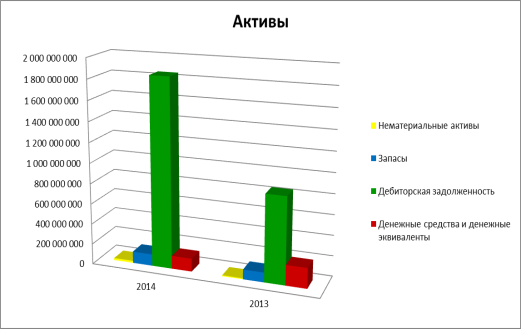 Активы
2 000 000 000
1 800 000 000
1 600 000 000
1 400 000 000
1 200 000 000
1 000 000 000
800 000 000
600 000 000
400 000 000
200 000 000
0
2014
2013
Нематериальные активы
Запасы
Дебиторская задолженность
Денежные средства и денежные
эквиваленты